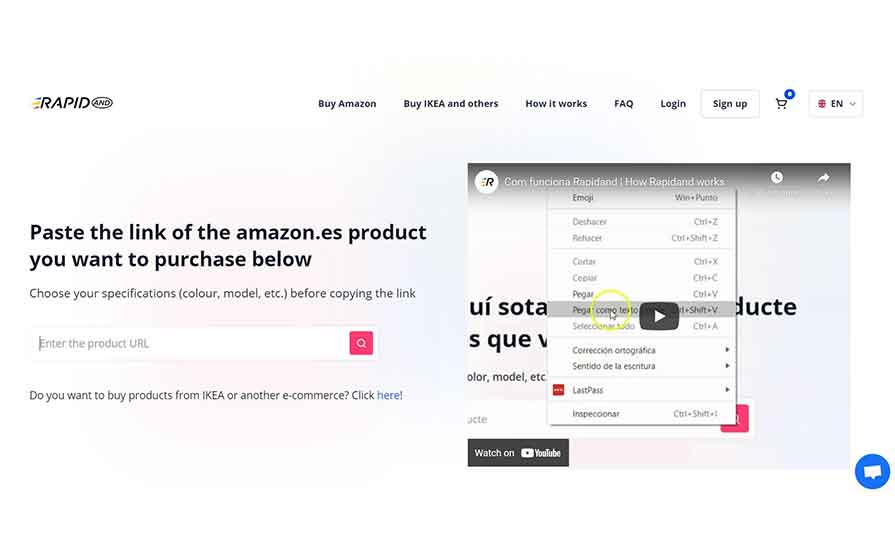 RAPID AND
Buy Amazon
Buy IKEA and others
How it works
FAQ
Login
Sign up
0
EN
Paste the link of the amazon.es product
you want to purchase below
Choose your specifications (colour, model, etc.) before copying the link
Enter the product URL
Do you want to buy products from IKEA or another e-commerce? Click here!
R
Com funciona Rapidand | How Rapidand works
Emoji Win+Punto
Deshacer Ctrl+Z
Rehacer Ctrl+Shift+Z
Cortar Ctrl+X
Copiar Ctrl+C
Pegar Ctrl+V
Pegar como texto Ctrl+Shift+V
Seleccionar todo Ctrl+A
Corrección ortográfica
Sentido de la escritura
LastPass
Inspeccionar Ctrl+Shift+I
uí sota
ducte
s que v
olor, model, etc
ducte
Watch on YouTube